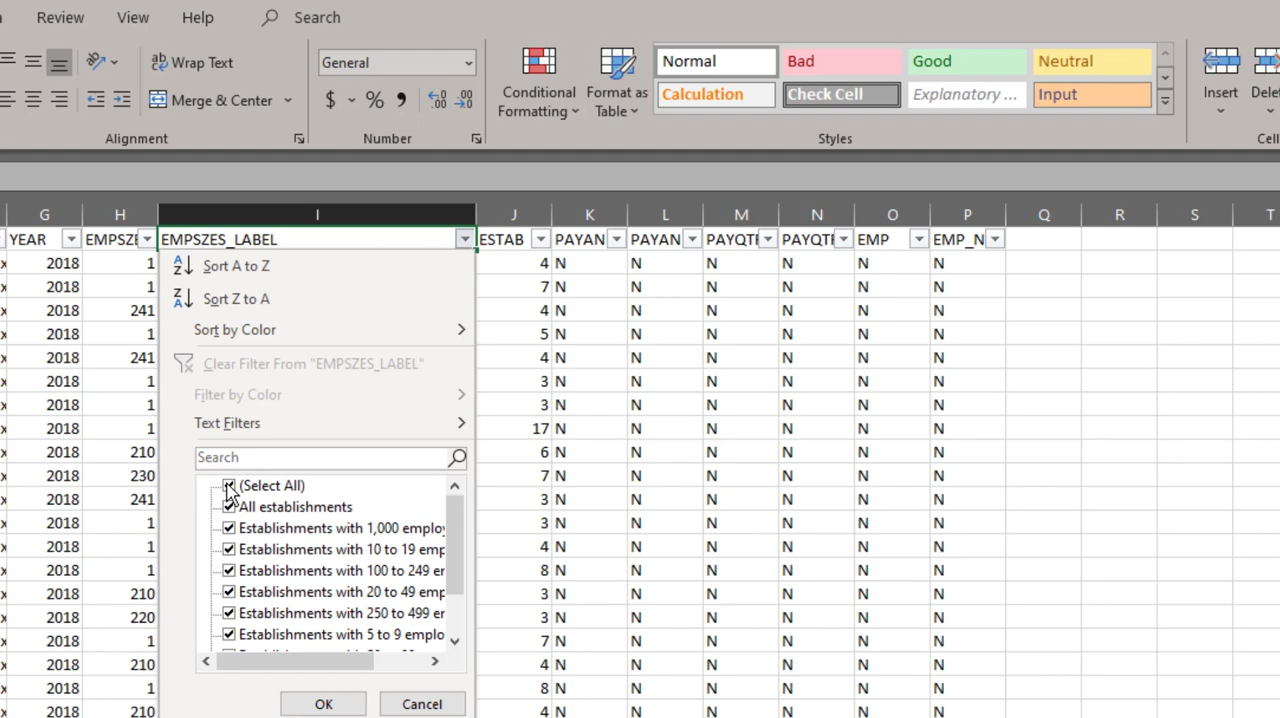 Review View Help Search
ab Wrap Text General Normal Bad Good Neutral
Merge & Center $ % Conditional Formatting Format as Table Calculation Check Cell Explanatory ... Input Insert
Alignment Number Styles
G H I J K L M N O P Q R S T
YEAR EMPSZE EMPSZES_LABEL ESTAB PAYAN PAYAN PAYQTI PAYQTI EMP EMP_N
2018 1 4 N N N N N N
2018 1 7 N N N N N N
2018 241 4 N N N N N N
2018 1 5 N N N N N N
2018 241 4 N N N N N N
2018 1 3 N N N N N N
2018 1 3 N N N N N N
2018 1 17 N N N N N N
2018 210 6 N N N N N N
2018 230 7 N N N N N N
2018 241 3 N N N N N N
2018 1 3 N N N N N N
2018 1 4 N N N N N N
2018 1 8 N N N N N N
2018 210 3 N N N N N N
2018 220 3 N N N N N N
2018 1 7 N N N N N N
2018 210 4 N N N N N N
2018 1 8 N N N N N N
2018 210 4 N N N N N N
A Z Sort A to Z
Z A Sort Z to A
Sort by Color
Clear Filter From "EMPSZES_LABEL"
Filter by Color
Text Filters
Search
(Select All)
All establishments
Establishments with 1,000 employ
Establishments with 10 to 19 emp
Establishments with 100 to 249 er
Establishments with 20 to 49 emp
Establishments with 250 to 499 er
Establishments with 5 to 9 emplo
OK Cancel